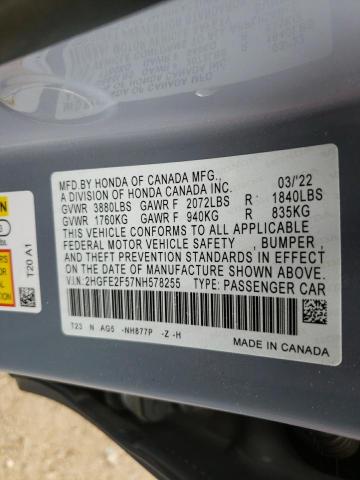 MFD.BY HONDA OF CANADA MFG.,
A DIVISION OF HONDA CANADA INC. 03/'22
GVWR 3880LBS GAWR F 2072LBS R 1840LBS
GVWR 1760KG GAWR F 940KG R 835KG
THIS VEHICLE CONFORMS TO ALL APPLICABLE
FEDERAL MOTOR VEHICLE SAFETY , BUMPER , AND
THEFT PREVENTION STANDARDS IN EFFECT ON THE
DATE OF MANUFACTURE SHOWN ABOVE.
V.I.N:2HGFE2F57NH578255 TYPE: PASSENGER CAR
T23 N AG5 -NH877P -Z -H
MADE IN CANADA
T20 A1